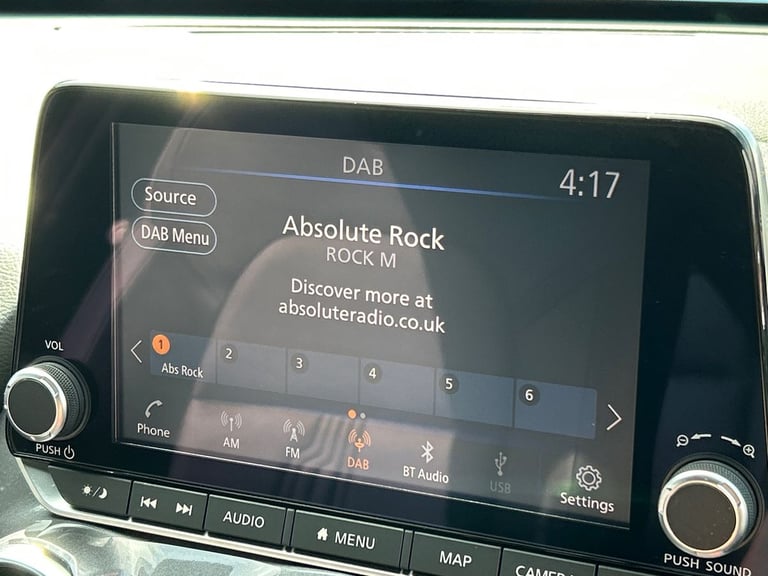 DAB
4:17
Source
DAB Menu
Absolute Rock
ROCK M
Discover more at
absoluteradio.co.uk
1 2 3 4 5 6
Abs Rock
Phone AM FM DAB BT Audio USB Settings
VOL
PUSH
AUDIO
MENU
MAP
CAMER
PUSH SOUND